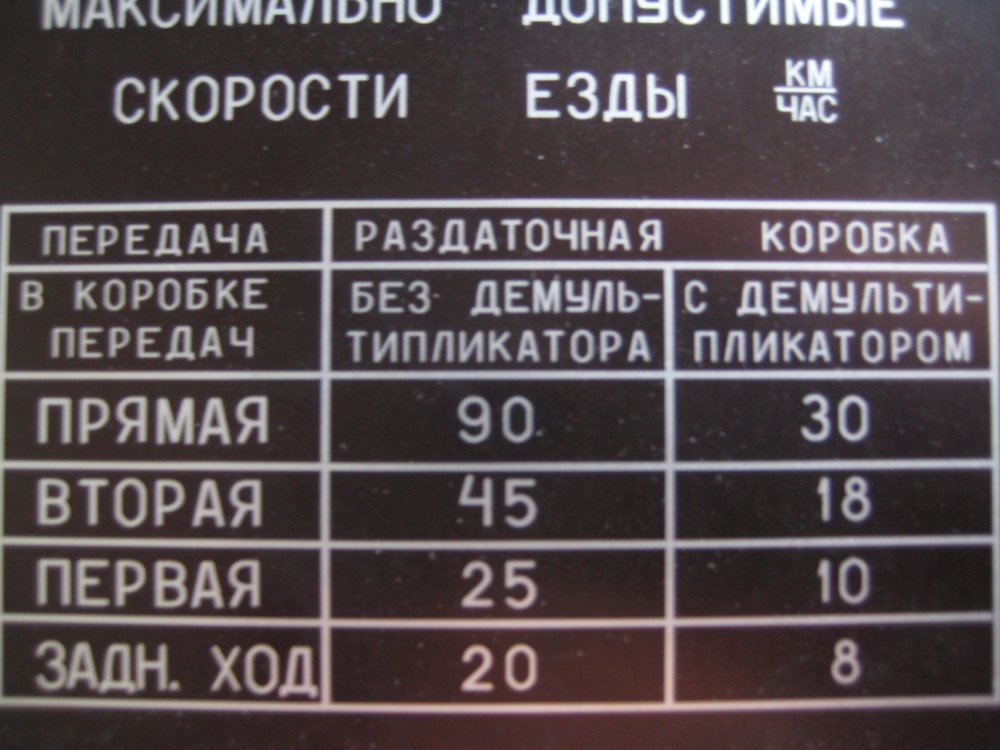 МАКСИМАЛЬНО ДОПУСТИМЫЕ
СКОРОСТИ ЕЗДЫ КМ/ЧАС
ПЕРЕДАЧА РАЗДАТОЧНАЯ КОРОБКА
В КОРОБКЕ БЕЗ ДЕМУЛЬ- С ДЕМУЛЬТИ-
ПЕРЕДАЧ ТИПЛИКАТОРА ПЛИКАТОРОМ
ПРЯМАЯ 90 30
ВТОРАЯ 45 18
ПЕРВАЯ 25 10
ЗАДН. ХОД 20 8